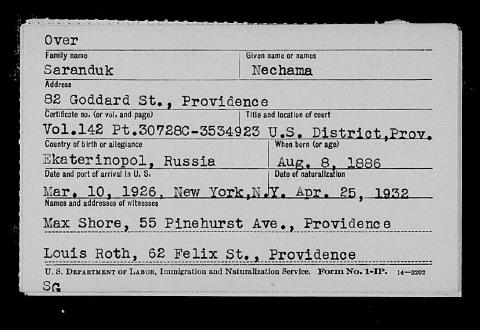 Over
Family name Given name or names
Saranduk Nechama
Address
82 Goddard St., Providence
Certificate no. (or vol. and page) Title and location of court
Vol.142 Pt.30728C-3534923 U.S. District,Prov.
Country of birth or allegiance When born (or age)
Ekaterinopol, Russia Aug. 8, 1886
Date and port of arrival in U. S. Date of naturalization
Mar. 10, 1926, New York,N.Y. Apr. 25, 1932
Names and addresses of witnesses
Max Shore, 55 Pinehurst Ave., Providence
Louis Roth, 62 Felix St., Providence
U. S. DEPARTMENT OF LABOR, Immigration and Naturalization Service. Form No. 1-IP. 14—3202
SG